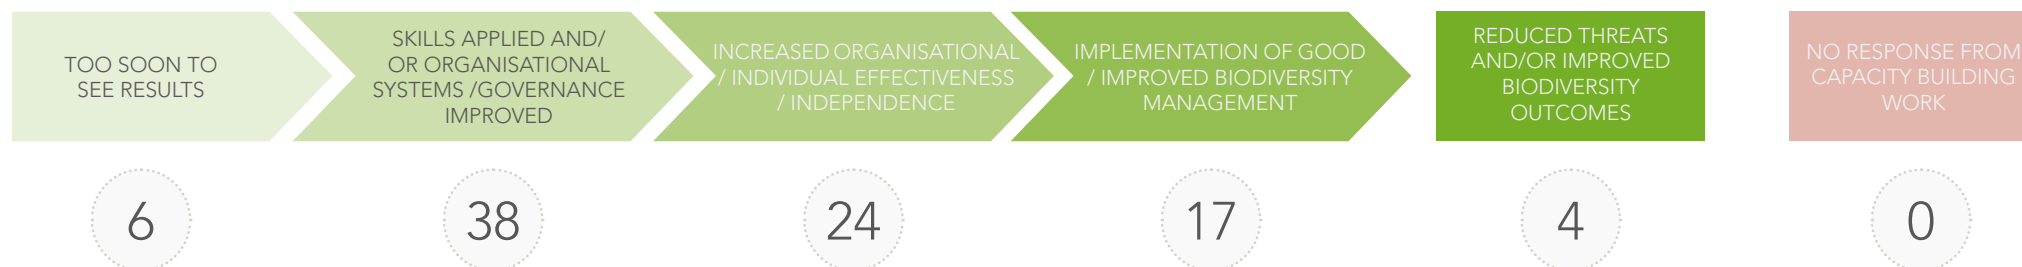 TOO SOON TO
SEE RESULTS
SKILLS APPLIED AND/
OR ORGANISATIONAL
SYSTEMS /GOVERNANCE
IMPROVED
INCREASED ORGANISATIONAL
/ INDIVIDUAL EFFECTIVENESS
/ INDEPENDENCE
IMPLEMENTATION OF GOOD
/ IMPROVED BIODIVERSITY
MANAGEMENT
REDUCED THREATS
AND/OR IMPROVED
BIODIVERSITY
OUTCOMES
NO RESPONSE FROM
CAPACITY BUILDING
WORK
6
38
24
17
4
0